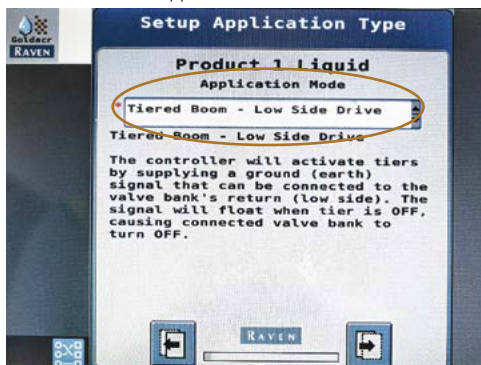 Setup Application Type
Goldacr
RAVEN
Product 1 Liquid
Application Mode
* Tiered Boom - Low Side Drive
Tiered Boom - Low Side Drive
The controller will activate tiers
by supplying a ground (earth)
signal that can be connected to the
valve bank's return (low side). The
signal will float when tier is OFF,
causing connected valve bank to
turn OFF.
RAVEN